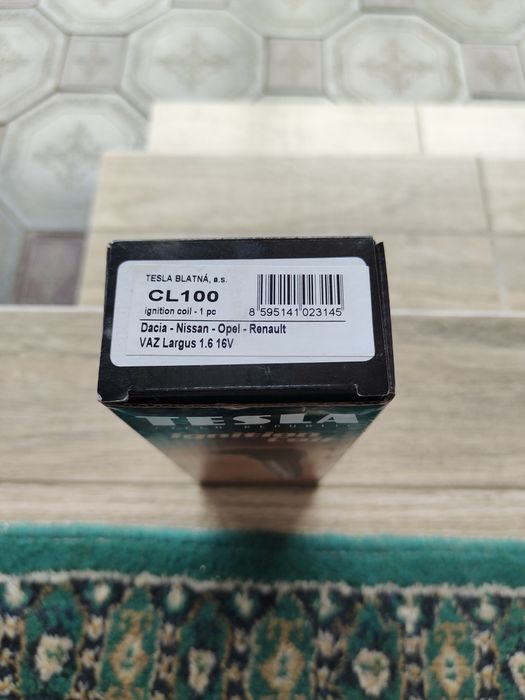 TESLA BLATNÁ, a.s.
CL100
ignition coil - 1 pc
8 595141 023145
Dacia - Nissan - Opel - Renault
VAZ Largus 1.6 16V
TESLA
ignition